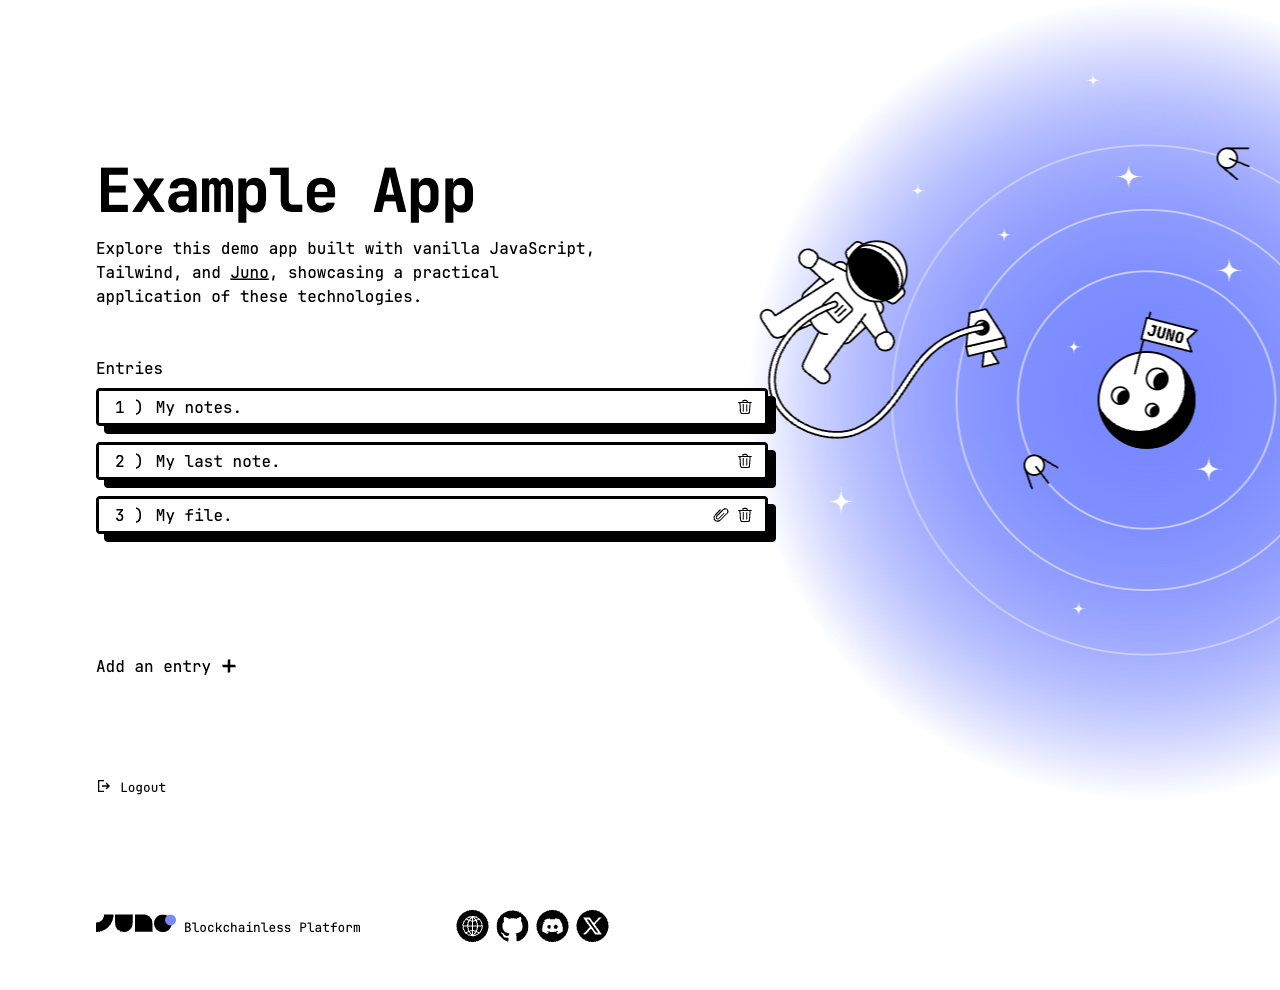 Example App
Explore this demo app built with vanilla JavaScript,
Tailwind, and Juno, showcasing a practical
application of these technologies.
JUNO
Entries
1 ) My notes.
2 ) My last note.
3 ) My file.
Add an entry
Logout
JUNO Blockchainless Platform